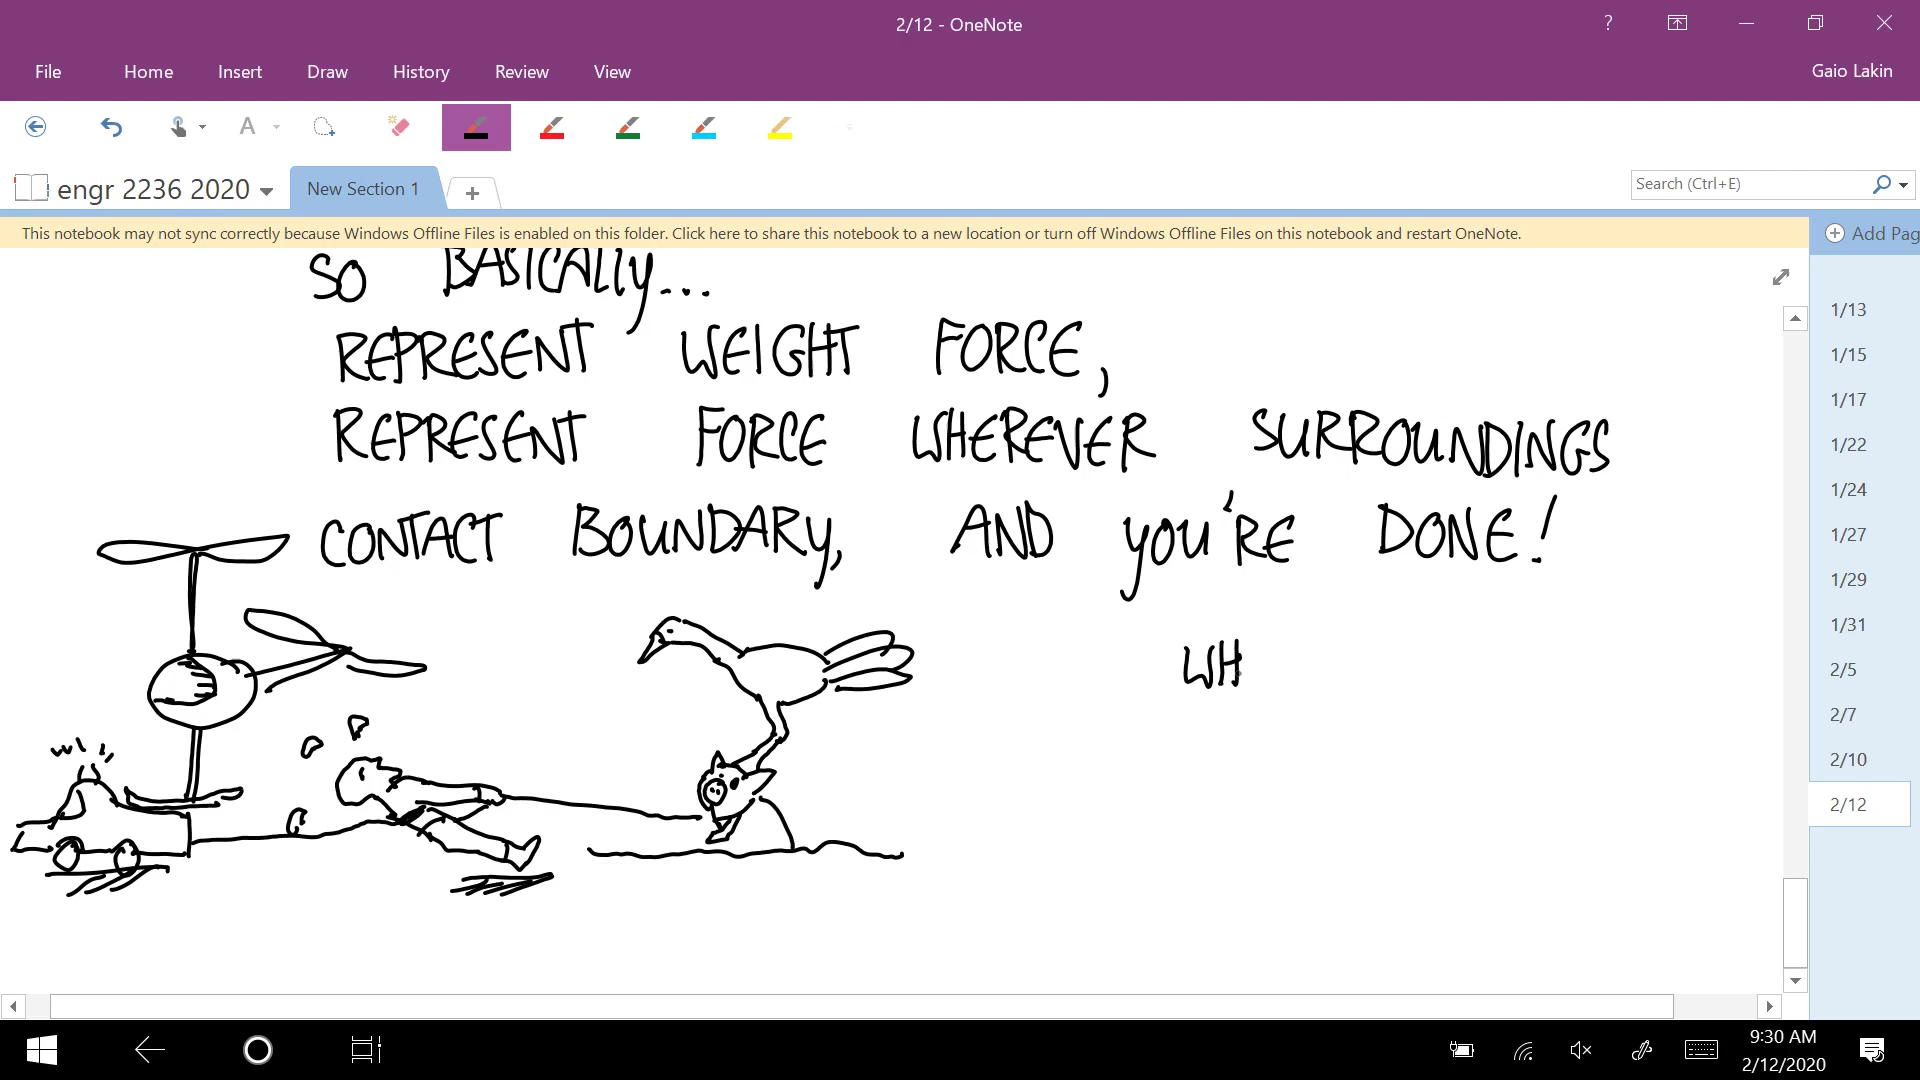 2/12 - OneNote
?
File Home Insert Draw History Review View
Gaio Lakin
A
engr 2236 2020
New Section 1
+
Search (Ctrl+E)
This notebook may not sync correctly because Windows Offline Files is enabled on this folder. Click here to share this notebook to a new location or turn off Windows Offline Files on this notebook and restart OneNote.
Add Pag
SO BASICALLY...
REPRESENT WEIGHT FORCE,
REPRESENT FORCE WHEREVER SURROUNDINGS
CONTACT BOUNDARY, AND YOU'RE DONE!
WH
1/13
1/15
1/17
1/22
1/24
1/27
1/29
1/31
2/5
2/7
2/10
2/12
9:30 AM
2/12/2020